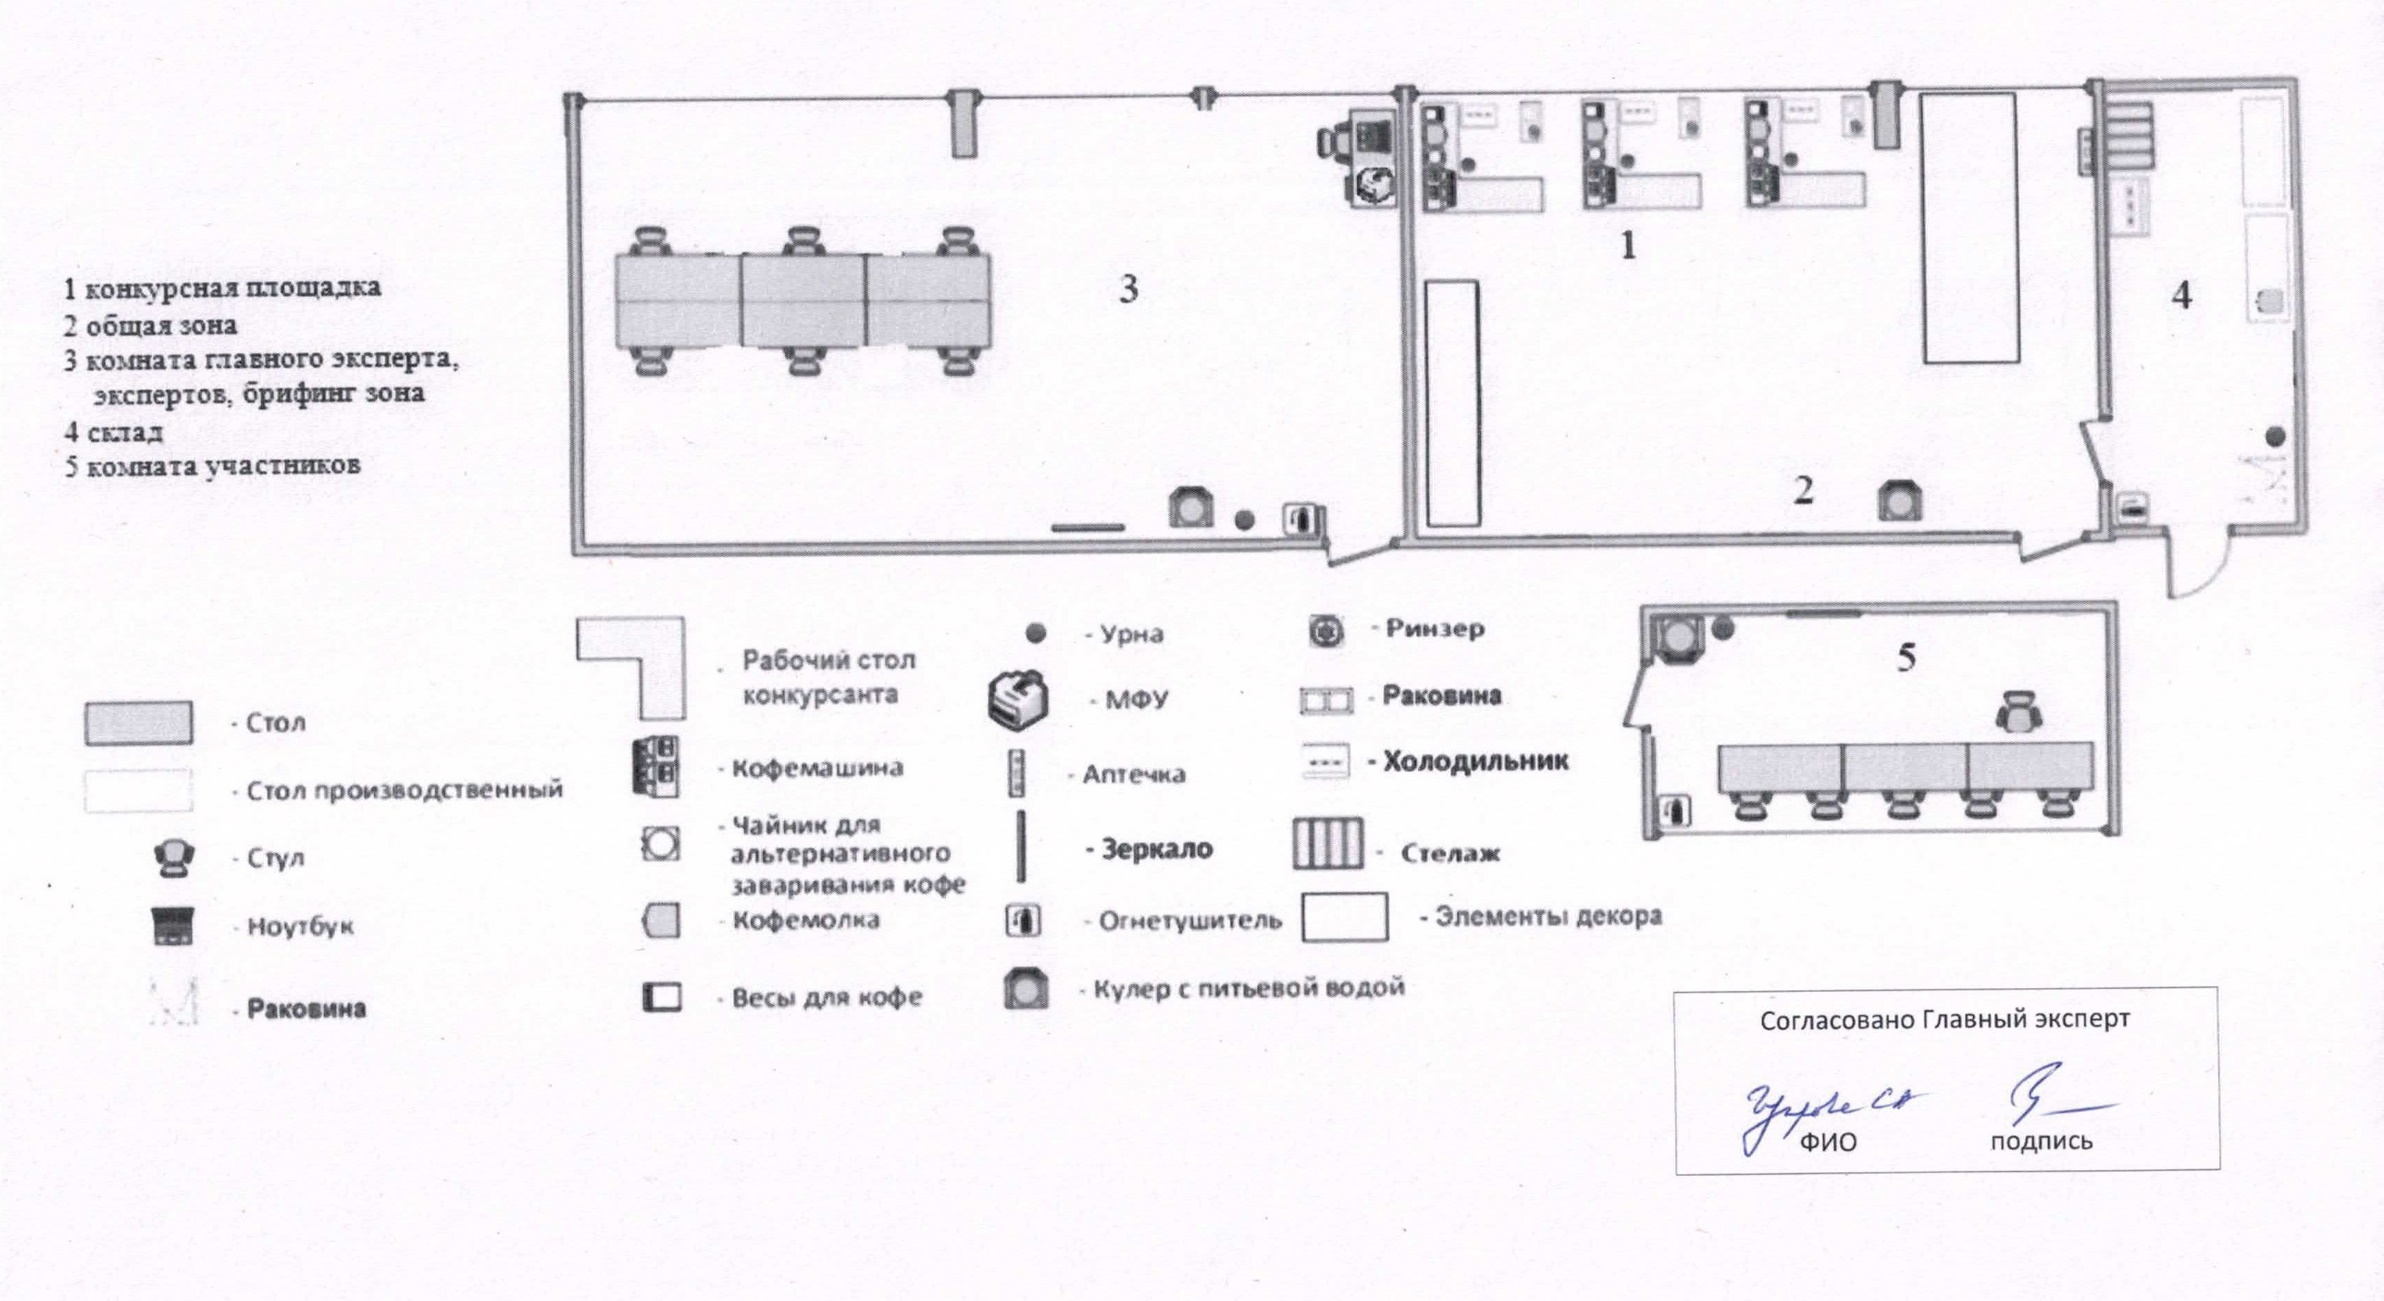 1 конкурсная площадка
2 общая зона
3 комната главного эксперта,
экспертов, брифинг зона
4 склад
5 комната участников
3
1
2
4
5
- Стол
- Стол производственный
- Стул
- Ноутбук
- Раковина
- Рабочий стол
конкурсанта
- Кофемашина
- Чайник для
альтернативного
заваривания кофе
- Кофемолка
- Весы для кофе
- Урна
- МФУ
- Аптечка
- Зеркало
- Огнетушитель
- Кулер с питьевой водой
- Ринзер
- Раковина
- Холодильник
- Стелаж
- Элементы декора
Согласовано Главный эксперт
ФИО
подпись